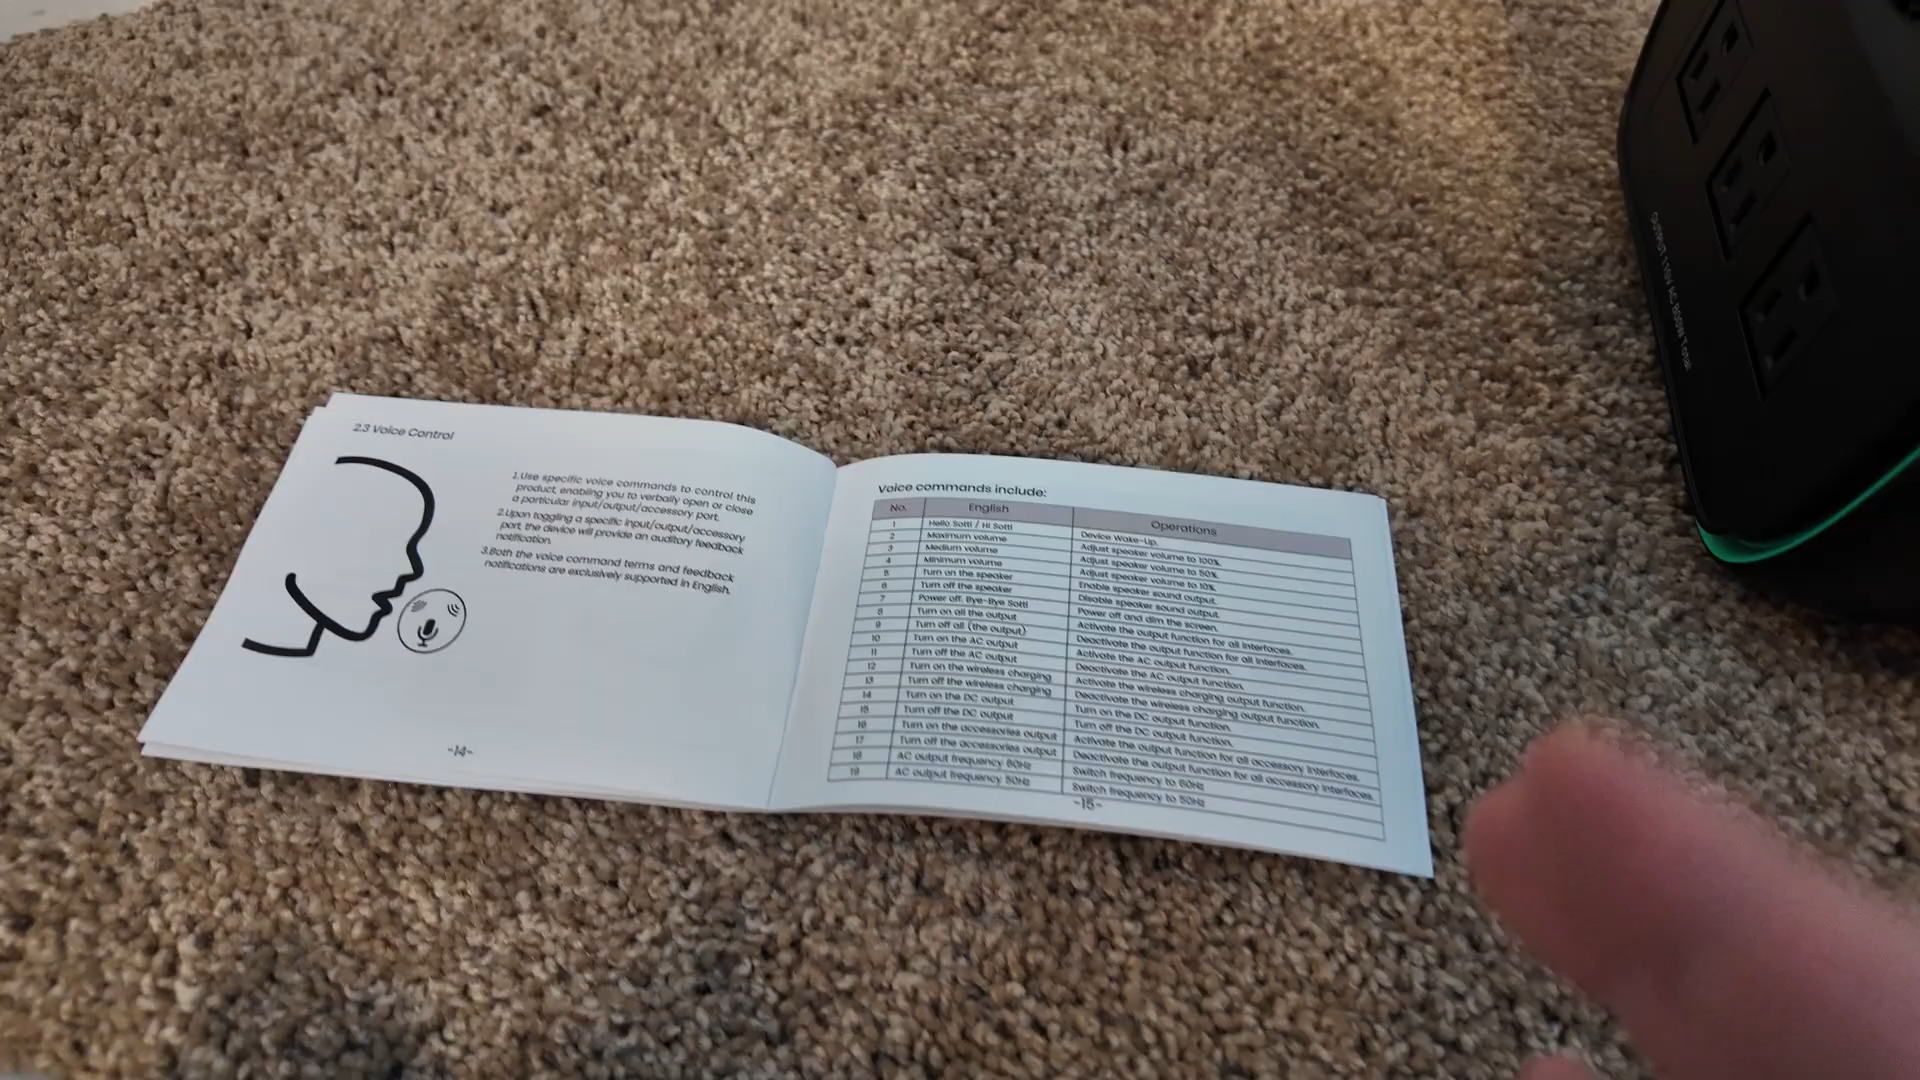 2.3 Voice Control
1.Use specific voice commands to control this
product, enabling you to verbally open or close
a particular input/output/accessory port.
2.Upon toggling a specific input/output/accessory
port, the device will provide an auditory feedback
notification.
3.Both the voice command terms and feedback
notifications are exclusively supported in English.
-14-
Voice commands include:
No. English Operations
1 Hello Sotti / Hi Sotti Device Wake-Up.
2 Maximum volume Adjust speaker volume to 100%.
3 Medium volume Adjust speaker volume to 50%.
4 Minimum volume Adjust speaker volume to 10%.
5 Turn on the speaker Enable speaker sound output.
6 Turn off the speaker Disable speaker sound output.
7 Power off, Bye-Bye Sotti Power off and dim the screen.
8 Turn on all the output Activate the output function for all interfaces.
9 Turn off all (the output) Deactivate the output function for all interfaces.
10 Turn on the AC output Activate the AC output function.
11 Turn off the AC output Deactivate the AC output function.
12 Turn on the wireless charging Activate the wireless charging output function.
13 Turn off the wireless charging Deactivate the wireless charging output function.
14 Turn on the DC output Turn on the DC output function.
15 Turn off the DC output Turn off the DC output function.
16 Turn on the accessories output Activate the output function for all accessory interfaces.
17 Turn off the accessories output Deactivate the output function for all accessory interfaces.
18 AC output frequency 60Hz Switch frequency to 60Hz
19 AC output frequency 50Hz Switch frequency to 50Hz
-15-
OUTPUT 110V AC 600W Total